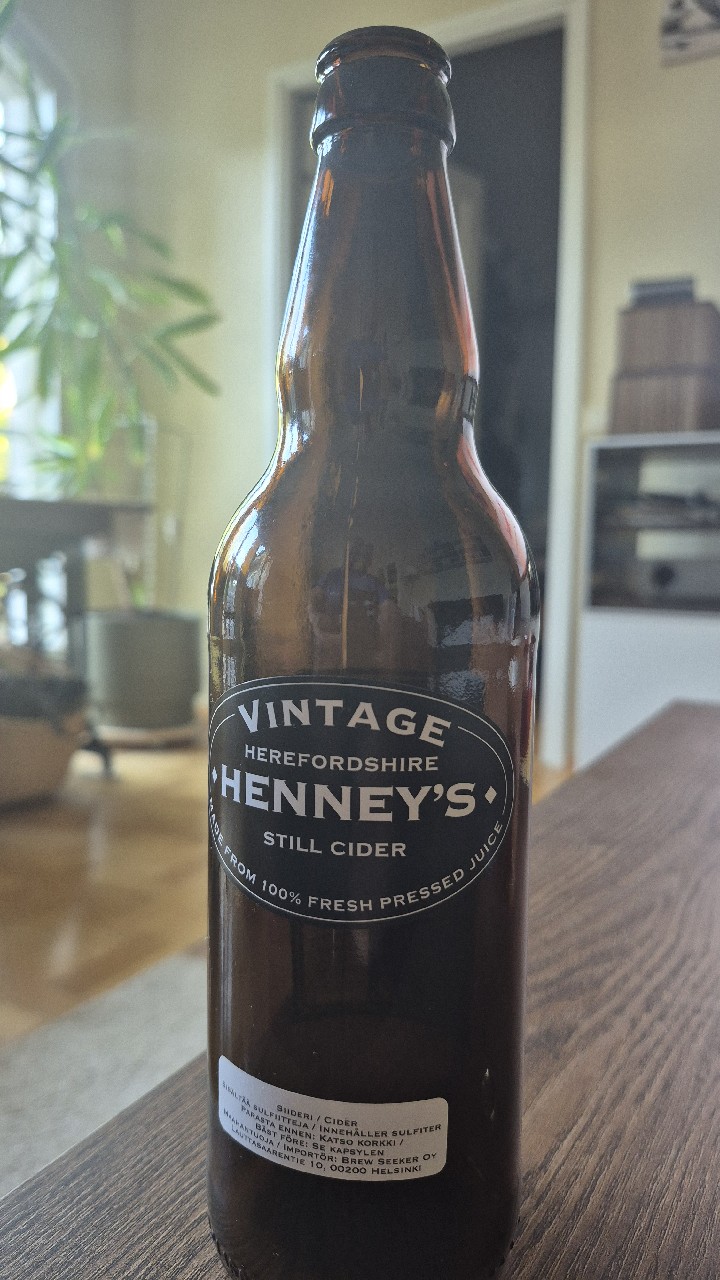 VINTAGE
HEREFORDSHIRE
HENNEY'S
STILL CIDER
MADE FROM 100% FRESH PRESSED JUICE
SIIDERI / CIDER
SISÄLTÄÄ SULFIITTEJA / INNEHÅLLER SULFITER
PARASTA ENNEN: KATSO KORKKI /
BÄST FÖRE: SE KAPSYLEN
MAAHANTUOJA / IMPORTÖR: BREW SEEKER OY
LAUTTASAARENTIE 10, 00200 HELSINKI